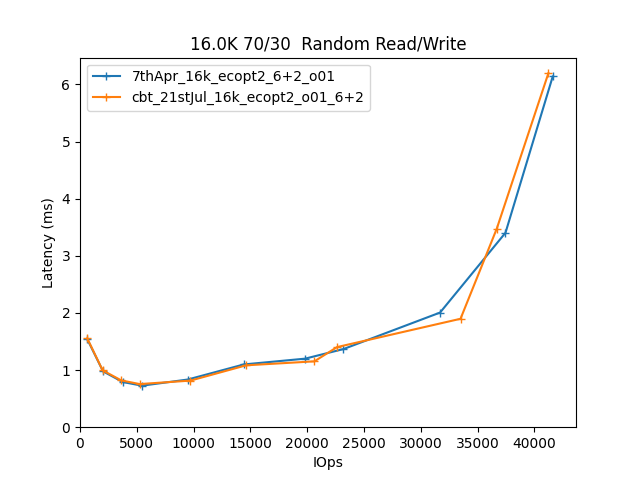 16.0K 70/30  Random Read/Write
7thApr_16k_ecopt2_6+2_o01
cbt_21stJul_16k_ecopt2_o01_6+2
Latency (ms)
6
5
4
3
2
1
0
0 5000 10000 15000 20000 25000 30000 35000 40000
IOps